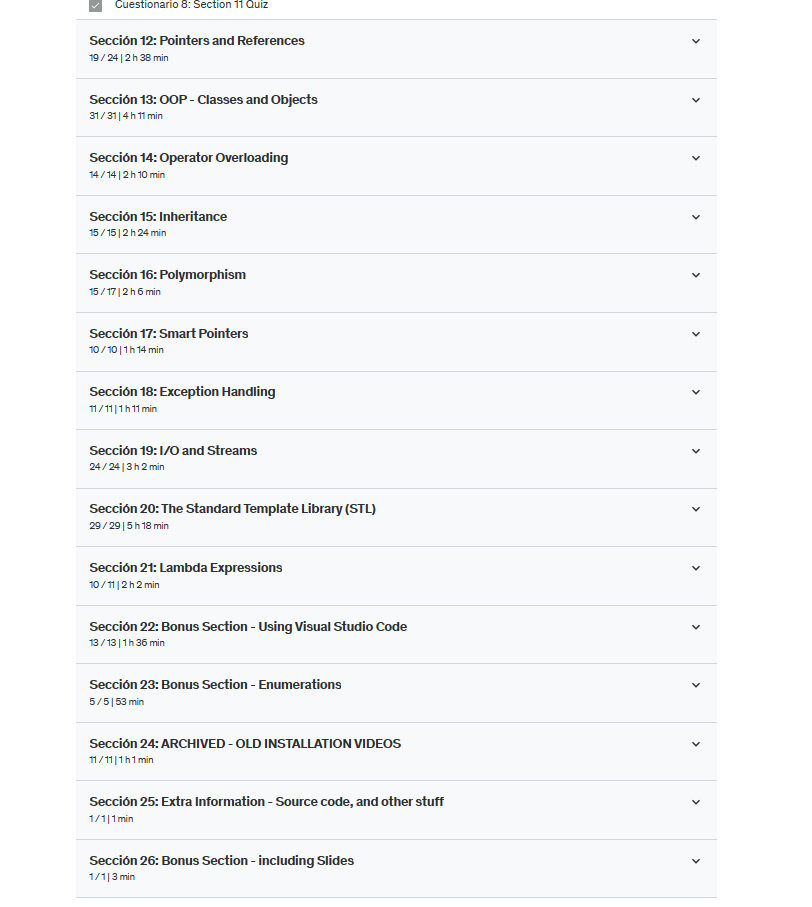 Cuestionario 8: Section 11 Quiz
Sección 12: Pointers and References
19 / 24 | 2 h 38 min
Sección 13: OOP - Classes and Objects
31 / 31 | 4 h 11 min
Sección 14: Operator Overloading
14 / 14 | 2 h 10 min
Sección 15: Inheritance
15 / 15 | 2 h 24 min
Sección 16: Polymorphism
15 / 17 | 2 h 6 min
Sección 17: Smart Pointers
10 / 10 | 1 h 14 min
Sección 18: Exception Handling
11 / 11 | 1 h 11 min
Sección 19: I/O and Streams
24 / 24 | 3 h 2 min
Sección 20: The Standard Template Library (STL)
29 / 29 | 5 h 18 min
Sección 21: Lambda Expressions
10 / 11 | 2 h 2 min
Sección 22: Bonus Section - Using Visual Studio Code
13 / 13 | 1 h 36 min
Sección 23: Bonus Section - Enumerations
5 / 5 | 53 min
Sección 24: ARCHIVED - OLD INSTALLATION VIDEOS
11 / 11 | 1 h 1 min
Sección 25: Extra Information - Source code, and other stuff
1 / 1 | 1 min
Sección 26: Bonus Section - including Slides
1 / 1 | 3 min